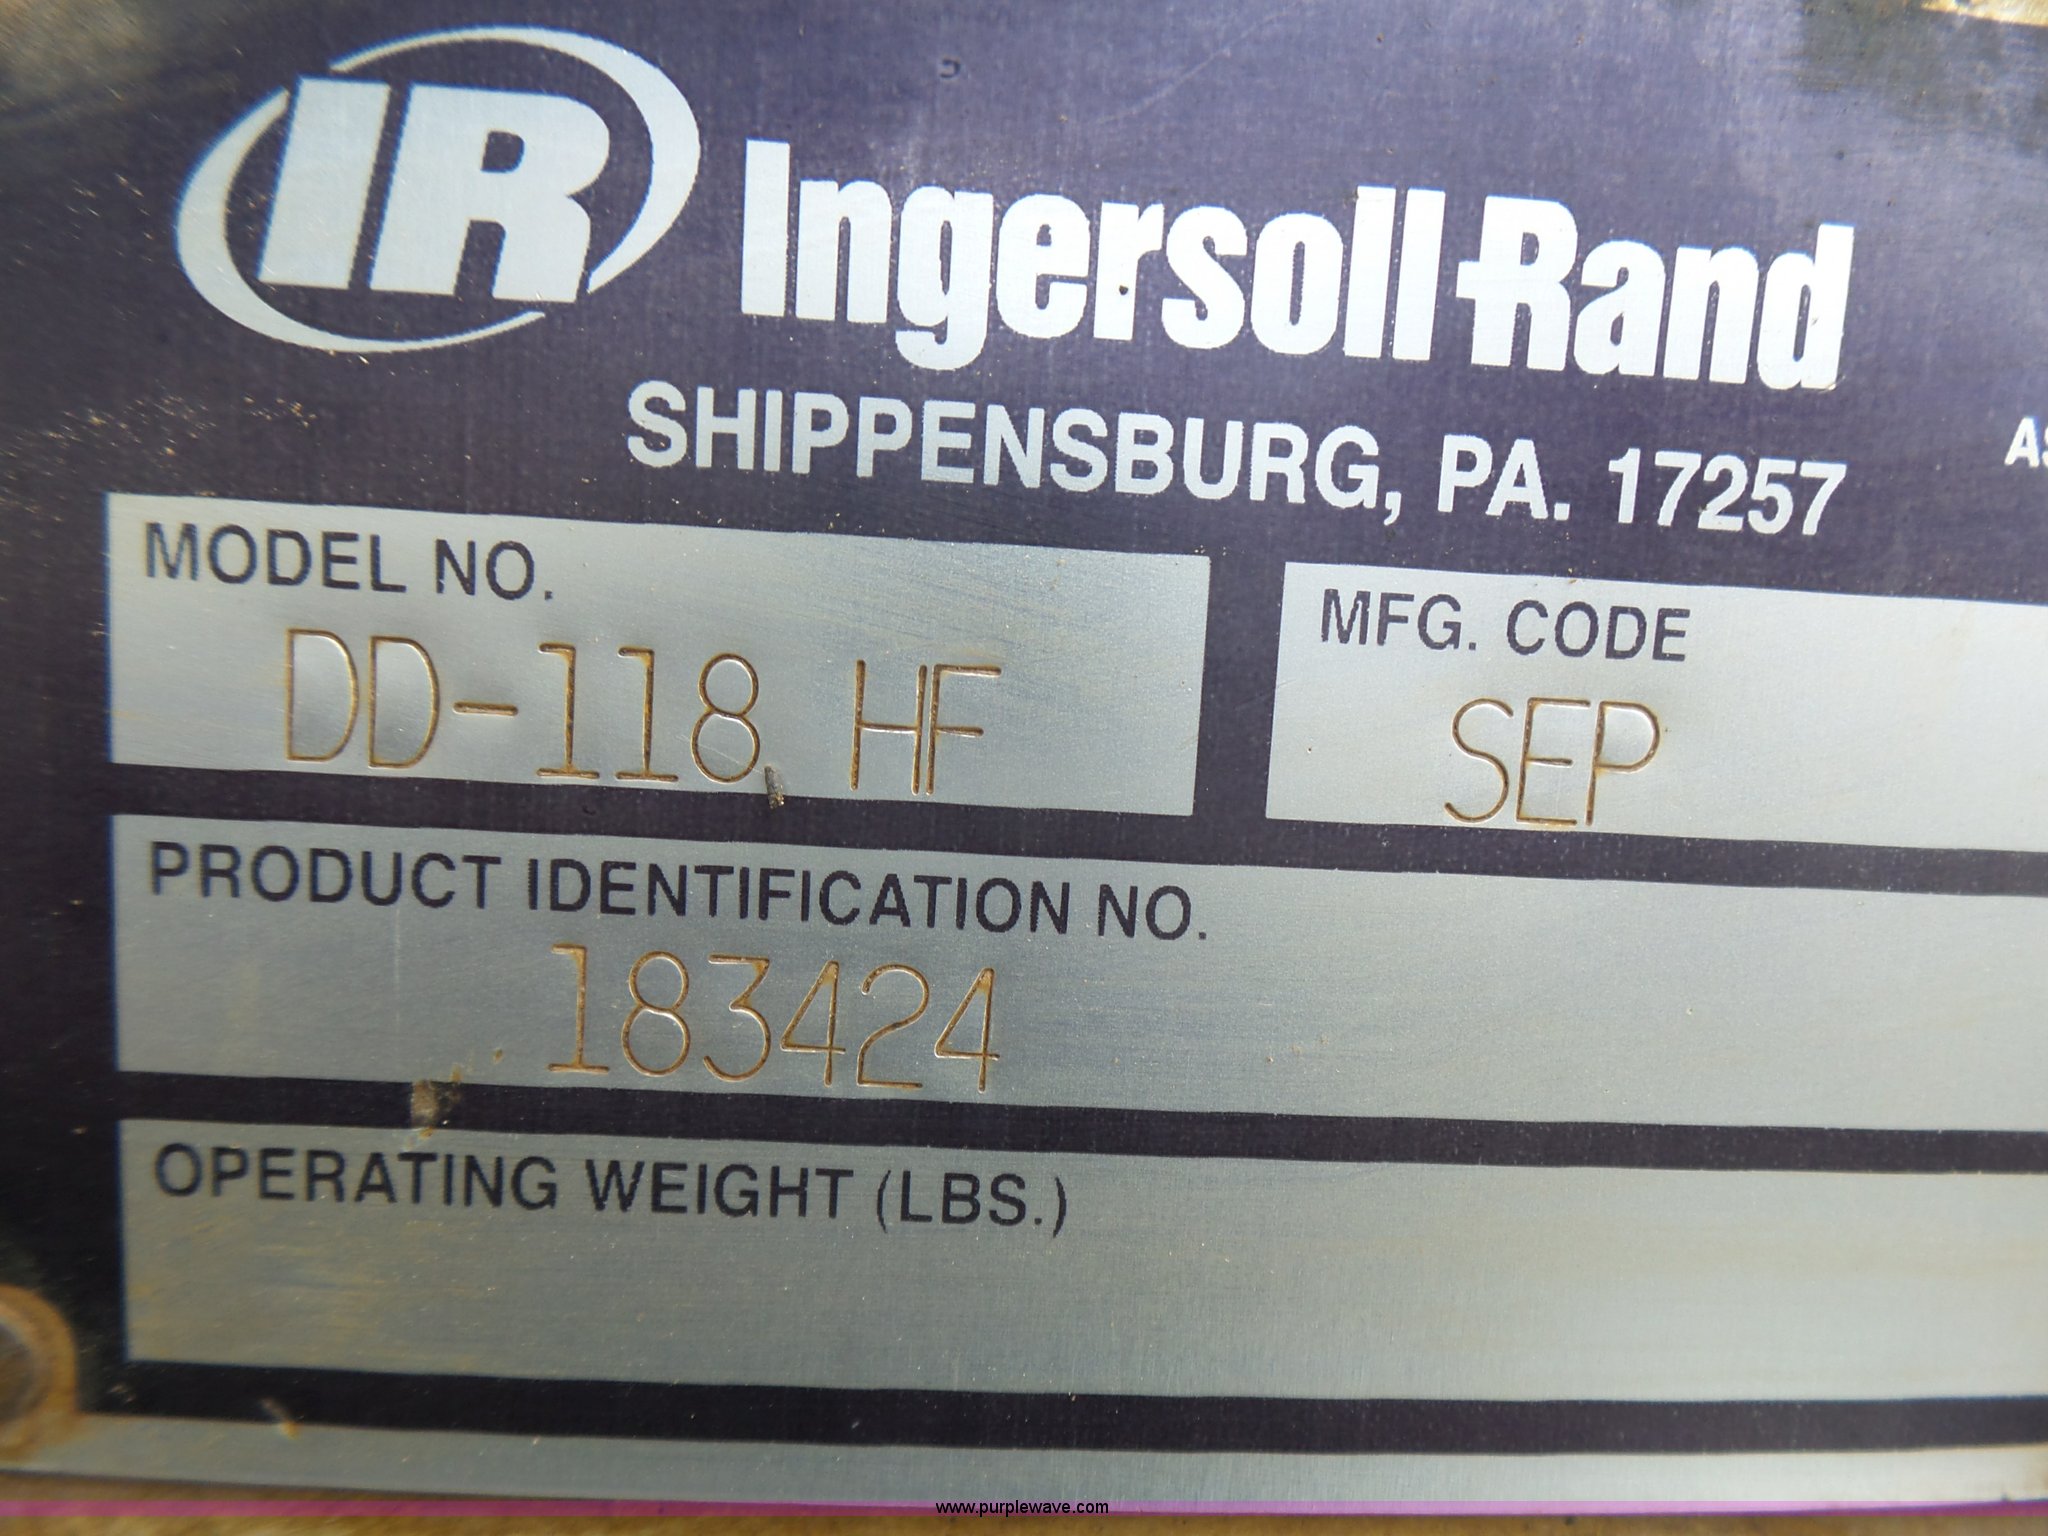 IR Ingersoll-Rand
SHIPPENSBURG, PA. 17257
AS
MODEL NO.
DD-118 HF
MFG. CODE
SEP
PRODUCT IDENTIFICATION NO.
183424
OPERATING WEIGHT (LBS.)
www.purplewave.com